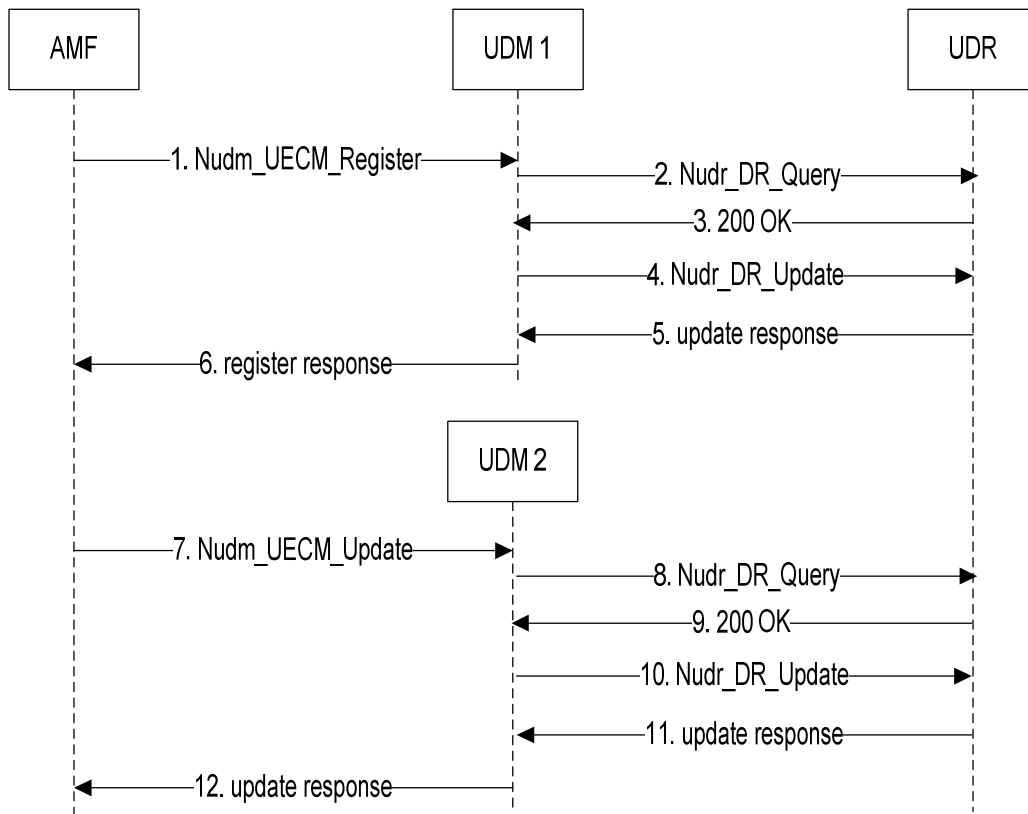 AMF
UDM 1
UDR
1. Nudm_UECM_Register
2. Nudr_DR_Query
3. 200 OK
4. Nudr_DR_Update
5. update response
6. register response
UDM 2
7. Nudm_UECM_Update
8. Nudr_DR_Query
9. 200 OK
10. Nudr_DR_Update
11. update response
12. update response